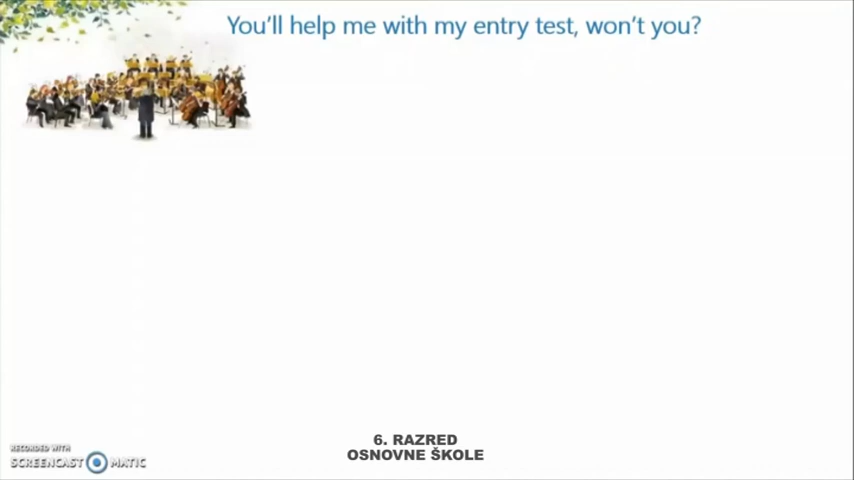 You'll help me with my entry test, won't you?
6. RAZRED
OSNOVNE ŠKOLE
RECORDED WITH
SCREENCAST MATIC